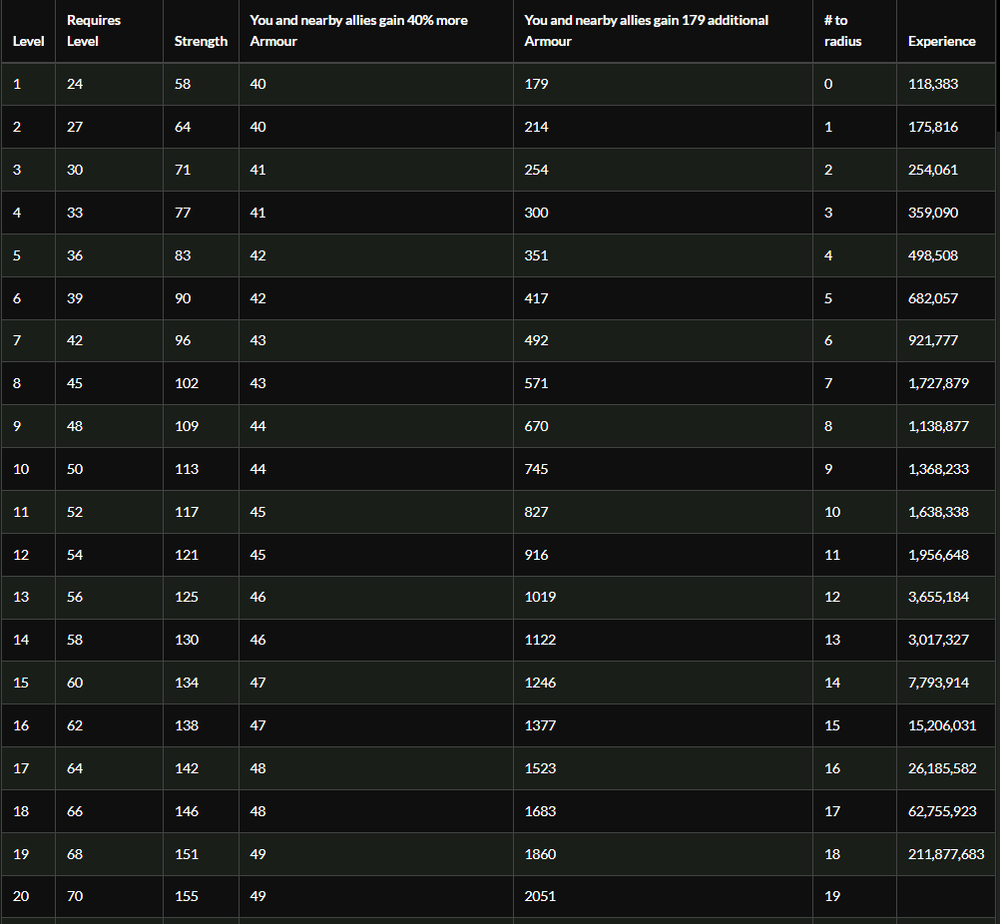 Level Requires Level Strength You and nearby allies gain 40% more Armour You and nearby allies gain 179 additional Armour # to radius Experience
1 24 58 40 179 0 118,383
2 27 64 40 214 1 175,816
3 30 71 41 254 2 254,061
4 33 77 41 300 3 359,090
5 36 83 42 351 4 498,508
6 39 90 42 417 5 682,057
7 42 96 43 492 6 921,777
8 45 102 43 571 7 1,727,879
9 48 109 44 670 8 1,138,877
10 50 113 44 745 9 1,368,233
11 52 117 45 827 10 1,638,338
12 54 121 45 916 11 1,956,648
13 56 125 46 1019 12 3,655,184
14 58 130 46 1122 13 3,017,327
15 60 134 47 1246 14 7,793,914
16 62 138 47 1377 15 15,206,031
17 64 142 48 1523 16 26,185,582
18 66 146 48 1683 17 62,755,923
19 68 151 49 1860 18 211,877,683
20 70 155 49 2051 19